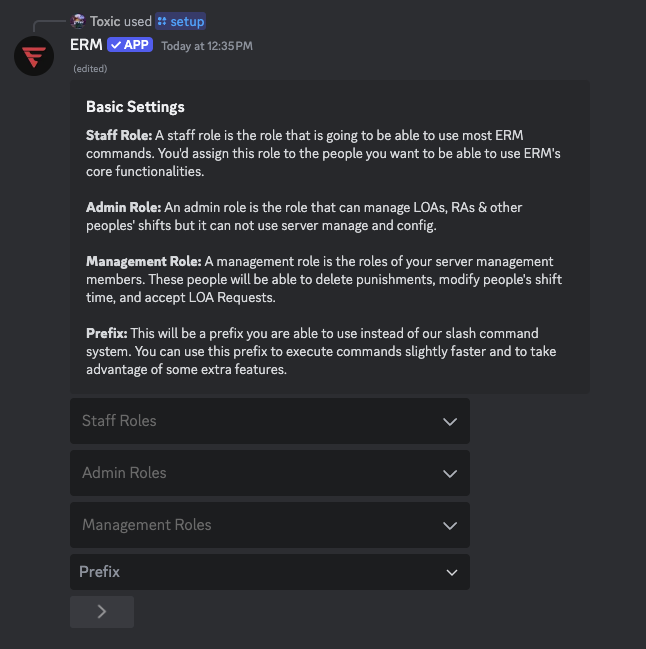 Toxic used setup
ERM APP Today at 12:35 PM
(edited)
Basic Settings
Staff Role: A staff role is the role that is going to be able to use most ERM
commands. You'd assign this role to the people you want to be able to use ERM's
core functionalities.
Admin Role: An admin role is the role that can manage LOAs, RAs & other
peoples' shifts but it can not use server manage and config.
Management Role: A management role is the roles of your server management
members. These people will be able to delete punishments, modify people's shift
time, and accept LOA Requests.
Prefix: This will be a prefix you are able to use instead of our slash command
system. You can use this prefix to execute commands slightly faster and to take
advantage of some extra features.
Staff Roles
Admin Roles
Management Roles
Prefix